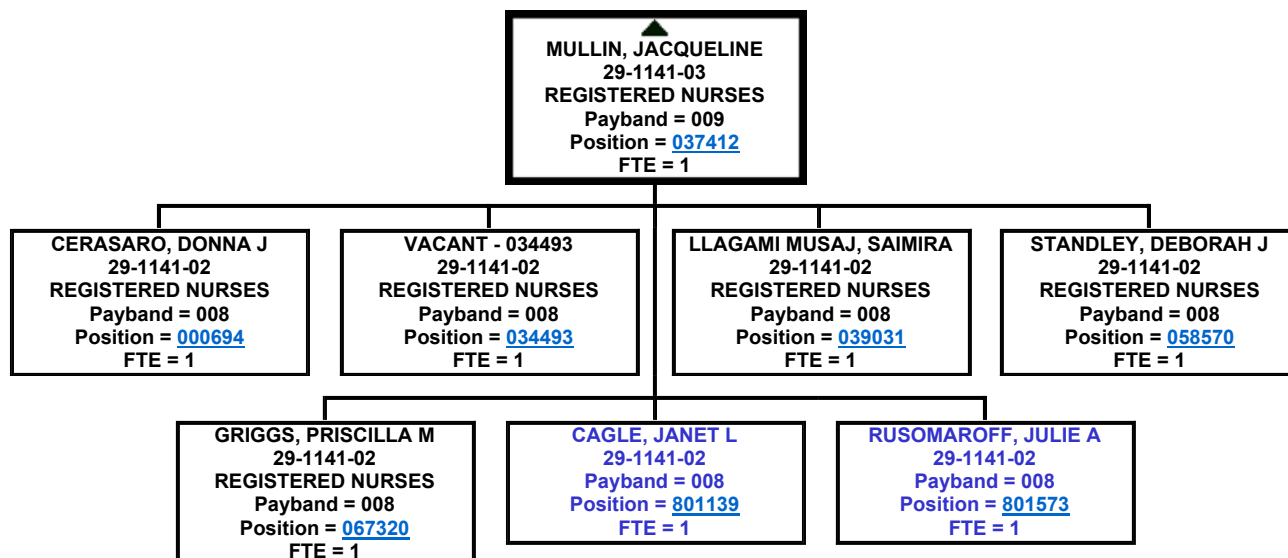 MULLIN, JACQUELINE
29-1141-03
REGISTERED NURSES
Payband = 009
Position = 037412
FTE = 1
CERASARO, DONNA J
29-1141-02
REGISTERED NURSES
Payband = 008
Position = 000694
FTE = 1
VACANT - 034493
29-1141-02
REGISTERED NURSES
Payband = 008
Position = 034493
FTE = 1
LLAGAMI MUSAJ, SAIMIRA
29-1141-02
REGISTERED NURSES
Payband = 008
Position = 039031
FTE = 1
STANDLEY, DEBORAH J
29-1141-02
REGISTERED NURSES
Payband = 008
Position = 058570
FTE = 1
GRIGGS, PRISCILLA M
29-1141-02
REGISTERED NURSES
Payband = 008
Position = 067320
FTE = 1
CAGLE, JANET L
29-1141-02
Payband = 008
Position = 801139
FTE = 1
RUSOMAROFF, JULIE A
29-1141-02
Payband = 008
Position = 801573
FTE = 1